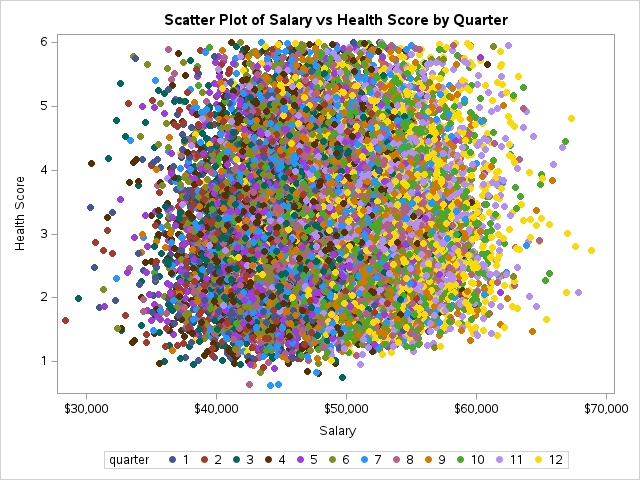 Scatter Plot of Salary vs Health Score by Quarter
6
5
4
3
2
1
Health Score
$30,000 $40,000 $50,000 $60,000 $70,000
Salary
quarter 1 2 3 4 5 6 7 8 9 10 11 12